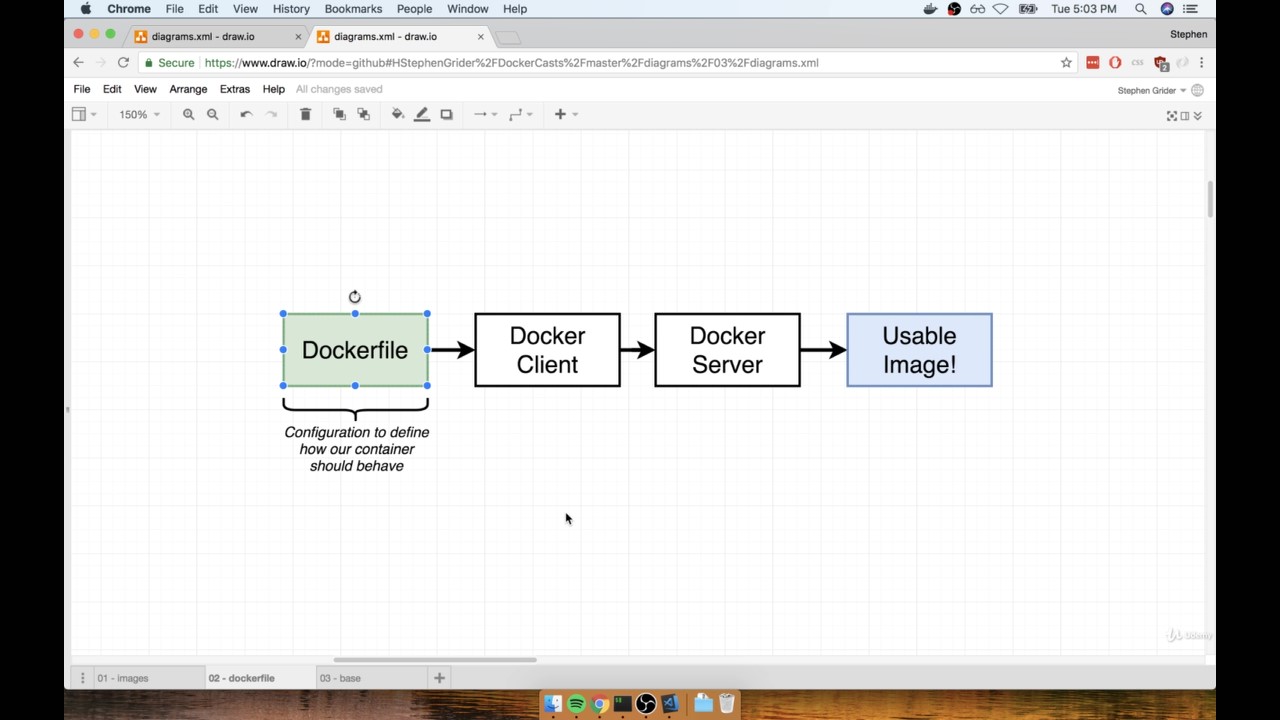 Chrome File Edit View History Bookmarks People Window Help Tue 5:03 PM
diagrams.xml - draw.io diagrams.xml - draw.io Stephen
Secure https://www.draw.io/?mode=github#HStephenGrider%2FDockerCasts%2Fmaster%2Fdiagrams%2F03%2Fdiagrams.xml
File Edit View Arrange Extras Help All changes saved Stephen Grider
150%
Dockerfile
Docker
Client
Docker
Server
Usable
Image!
Configuration to define
how our container
should behave
Udemy
01 - images 02 - dockerfile 03 - base